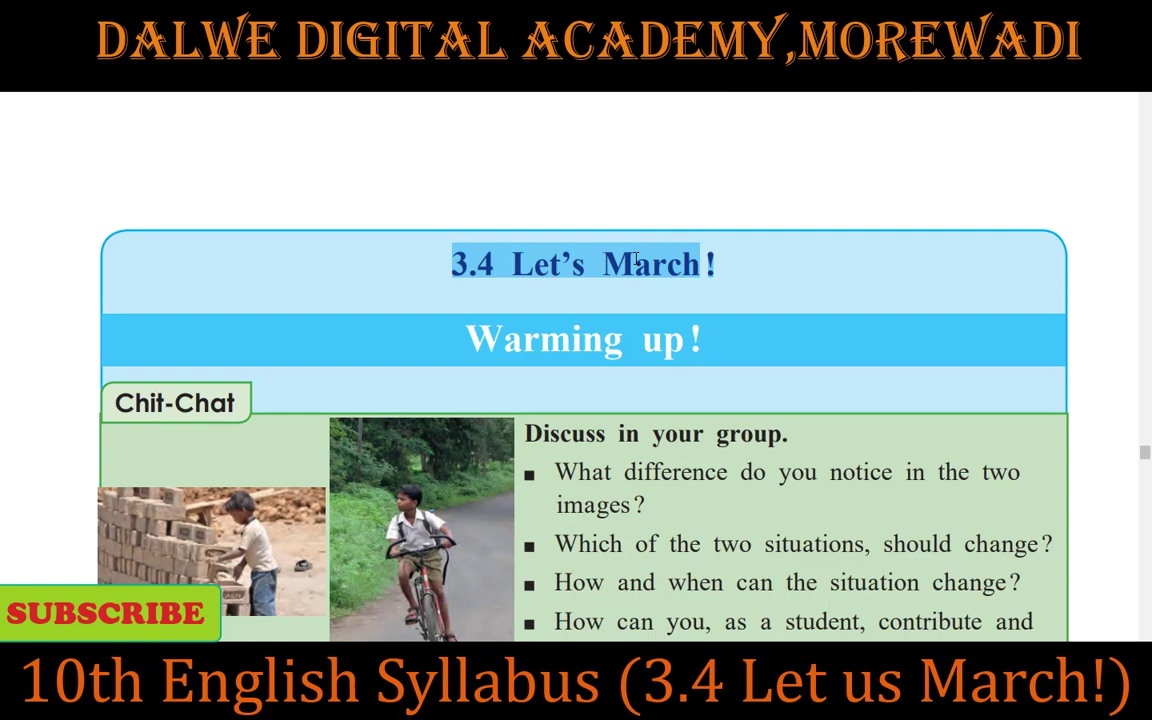 DALWE DIGITAL ACADEMY,MOREWADI
3.4 Let's March!
Warming up!
Chit-Chat
Discuss in your group.
■ What difference do you notice in the two
images?
■ Which of the two situations, should change?
■ How and when can the situation change?
■ How can you, as a student, contribute and
SUBSCRIBE
10th English Syllabus (3.4 Let us March!)